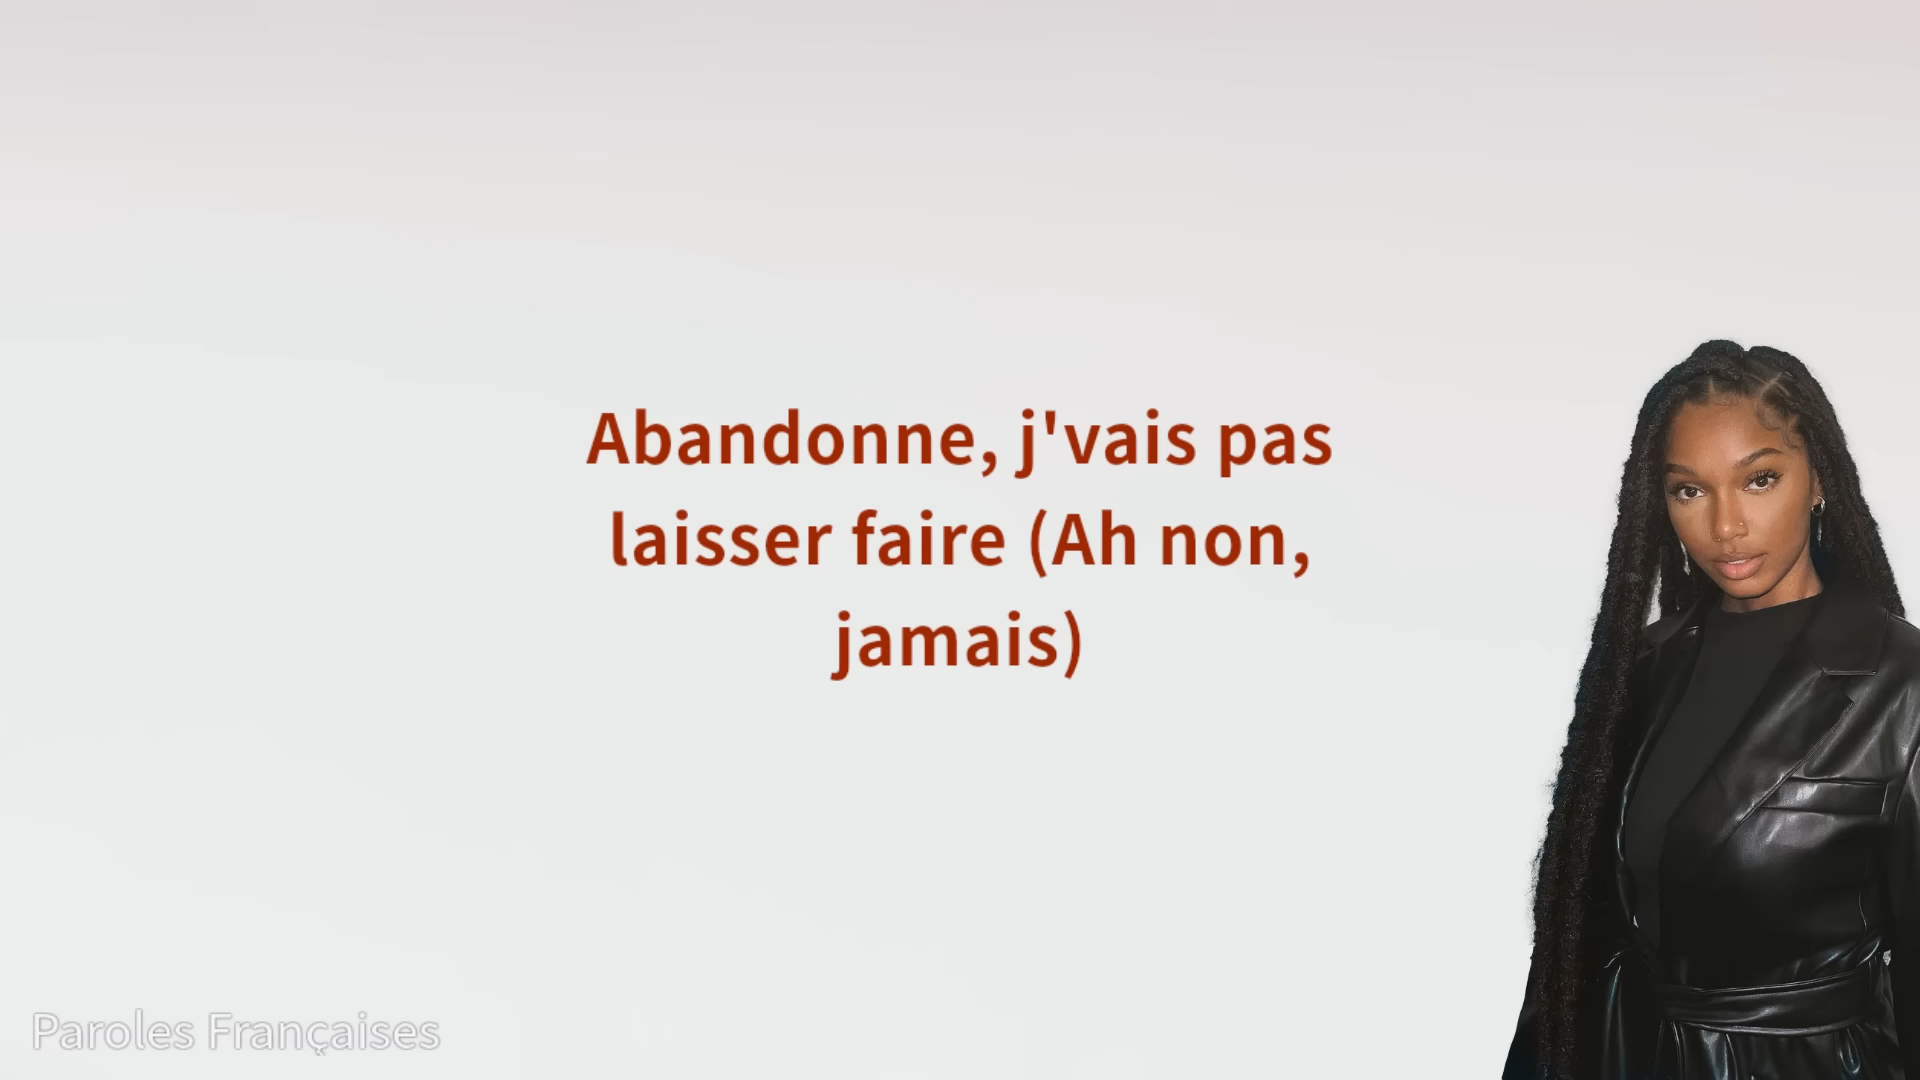 Abandonne, j'vais pas
laisser faire (Ah non,
jamais)
Paroles Françaises